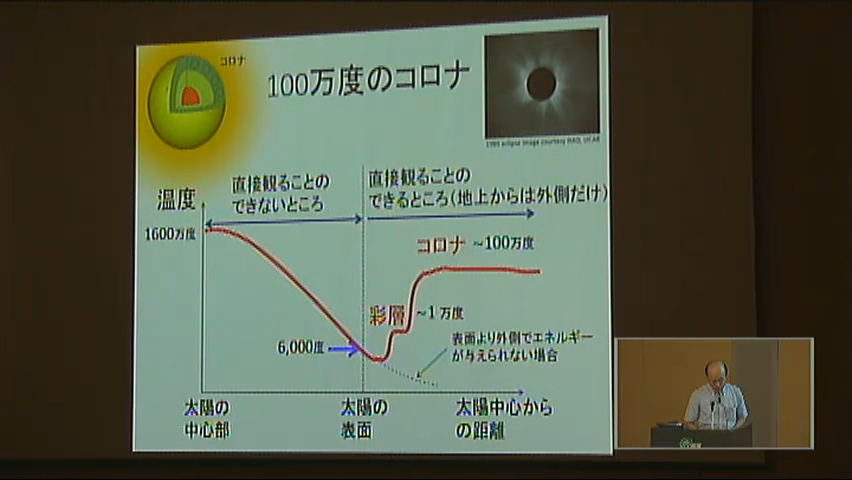 コロナ
100万度のコロナ
1988 eclipse image courtesy HAO, UCAR
直接観ることの
できないところ
直接観ることの
できるところ(地上からは外側だけ)
温度
1600万度
コロナ ~100万度
彩層 ~1万度
6,000度
表面より外側でエネルギー
が与えられない場合
太陽の
中心部
太陽の
表面
太陽中心から
の距離